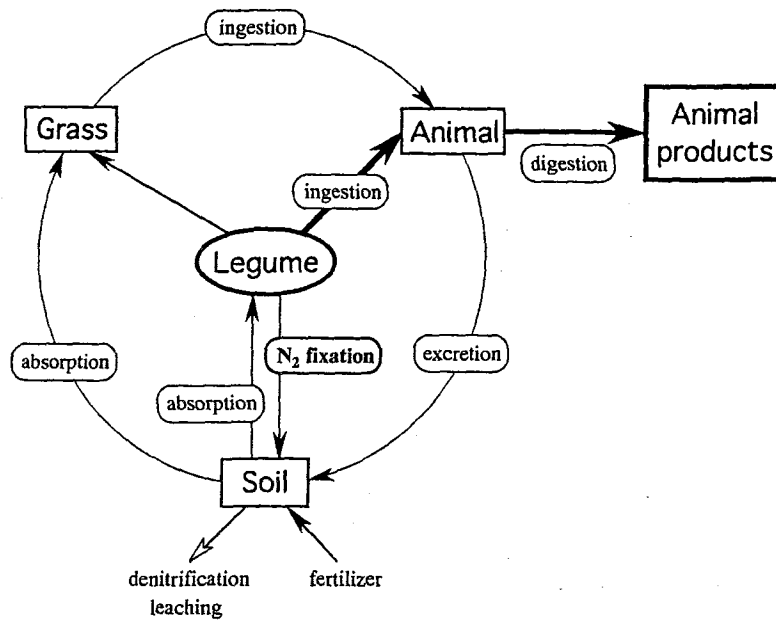 ingestion
Grass
Animal
Animal
products
digestion
ingestion
Legume
absorption
N₂ fixation
excretion
absorption
Soil
denitrification
leaching
fertilizer